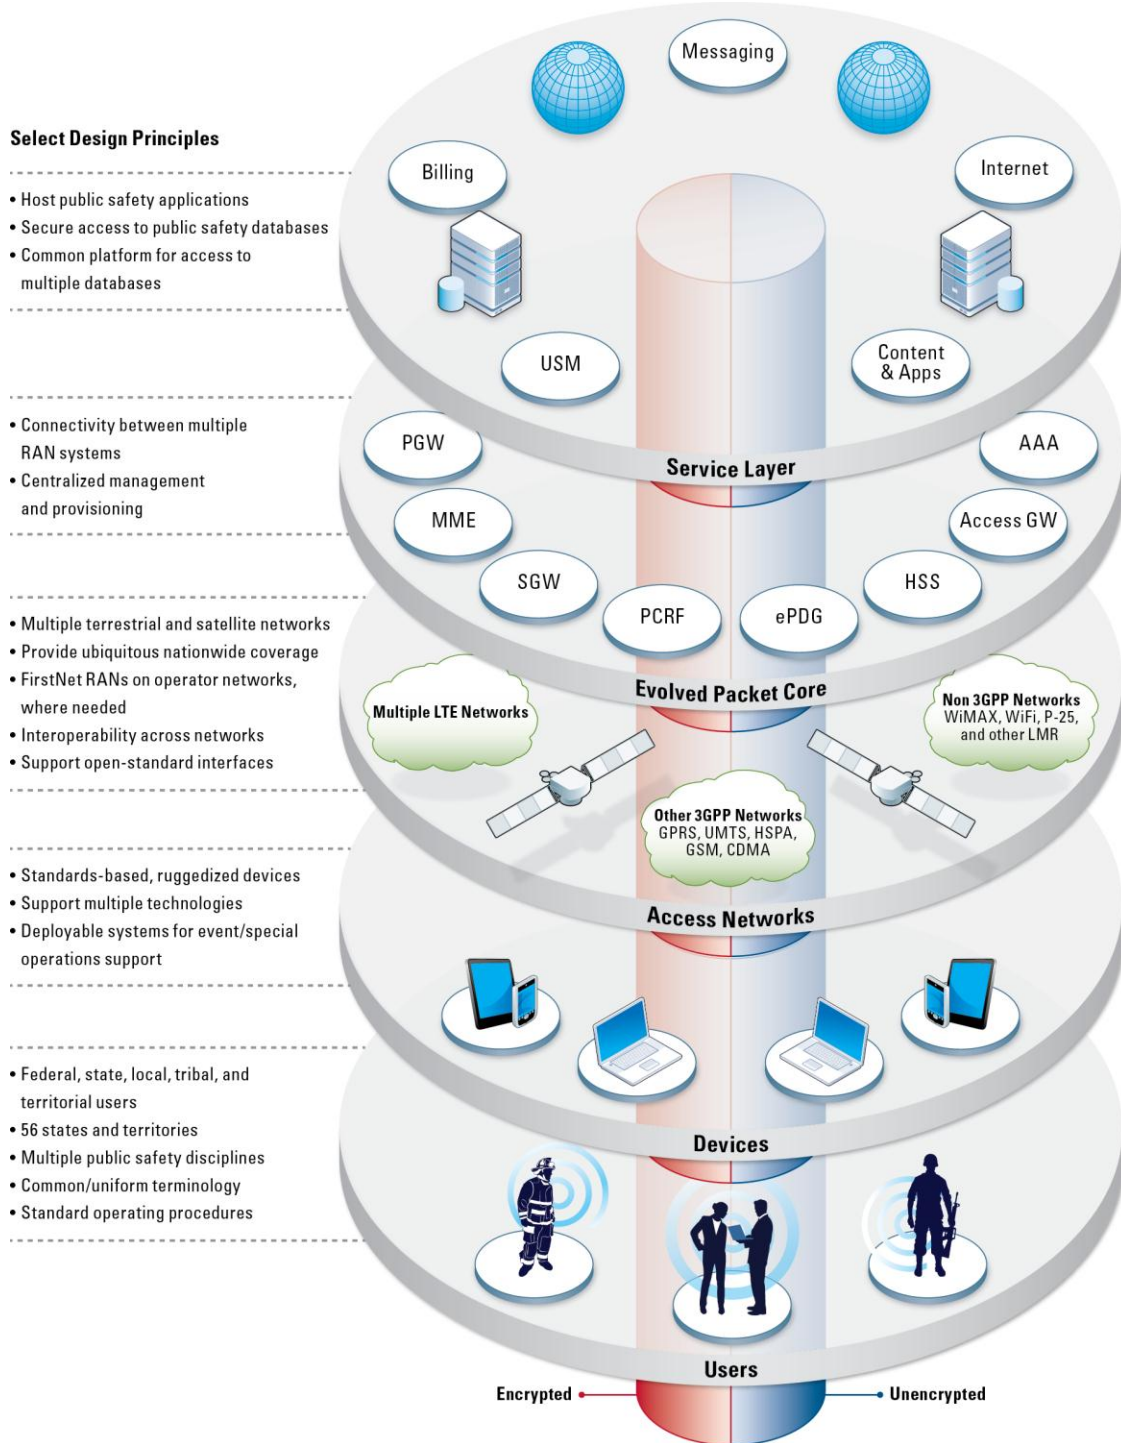 Messaging
Select Design Principles
Billing
Internet
• Host public safety applications
• Secure access to public safety databases
• Common platform for access to
multiple databases
USM
Content
& Apps
Service Layer
• Connectivity between multiple
RAN systems
• Centralized management
and provisioning
PGW
AAA
MME
Access GW
SGW
HSS
PCRF
ePDG
Evolved Packet Core
• Multiple terrestrial and satellite networks
• Provide ubiquitous nationwide coverage
• FirstNet RANs on operator networks,
where needed
• Interoperability across networks
• Support open-standard interfaces
Multiple LTE Networks
Non 3GPP Networks
WiMAX, WiFi, P-25,
and other LMR
Other 3GPP Networks
GPRS, UMTS, HSPA,
GSM, CDMA
Access Networks
• Standards-based, ruggedized devices
• Support multiple technologies
• Deployable systems for event/special
operations support
Devices
• Federal, state, local, tribal, and
territorial users
• 56 states and territories
• Multiple public safety disciplines
• Common/uniform terminology
• Standard operating procedures
Users
Encrypted
Unencrypted